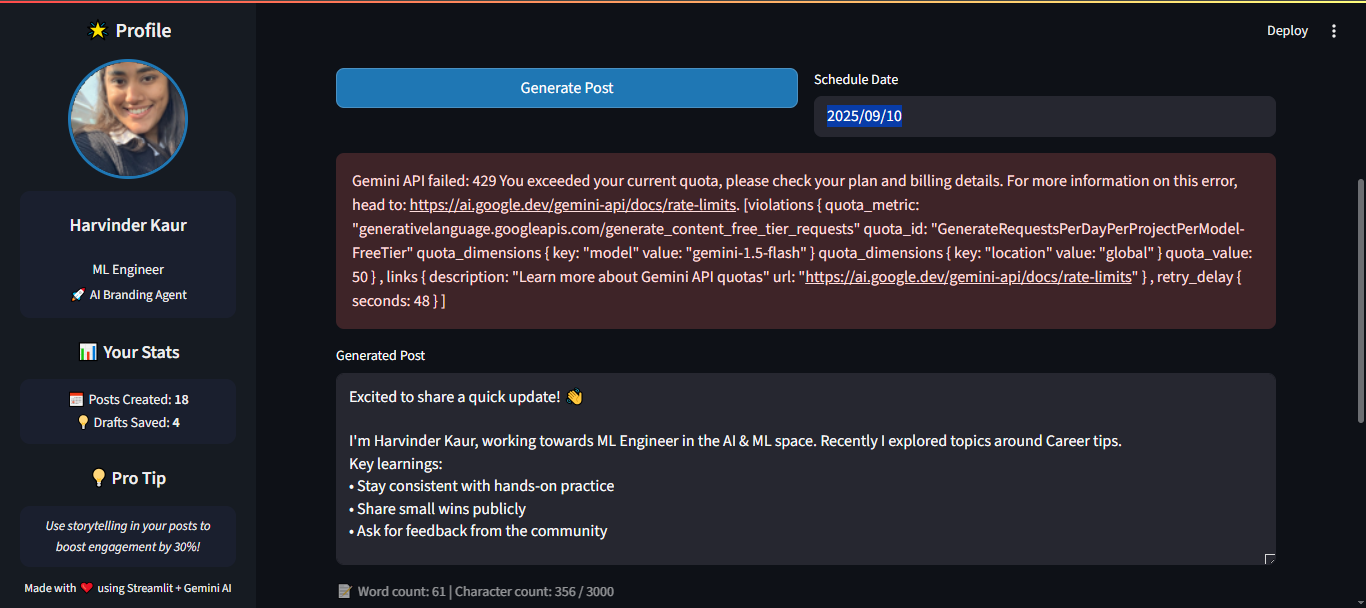 🌟 Profile
Harvinder Kaur
ML Engineer
🚀 AI Branding Agent
📊 Your Stats
📅 Posts Created: 18
💡 Drafts Saved: 4
💡 Pro Tip
Use storytelling in your posts to
boost engagement by 30%!
Made with ❤️ using Streamlit + Gemini AI
Deploy
Generate Post
Schedule Date
2025/09/10
Gemini API failed: 429 You exceeded your current quota, please check your plan and billing details. For more information on this error,
head to: https://ai.google.dev/gemini-api/docs/rate-limits. [violations { quota_metric:
"generativelanguage.googleapis.com/generate_content_free_tier_requests" quota_id: "GenerateRequestsPerDayPerProjectPerModel-
FreeTier" quota_dimensions { key: "model" value: "gemini-1.5-flash" } quota_dimensions { key: "location" value: "global" } quota_value:
50 } , links { description: "Learn more about Gemini API quotas" url: "https://ai.google.dev/gemini-api/docs/rate-limits" } , retry_delay {
seconds: 48 } ]
Generated Post
Excited to share a quick update! 👋
I'm Harvinder Kaur, working towards ML Engineer in the AI & ML space. Recently I explored topics around Career tips.
Key learnings:
• Stay consistent with hands-on practice
• Share small wins publicly
• Ask for feedback from the community
📝 Word count: 61 | Character count: 356 / 3000